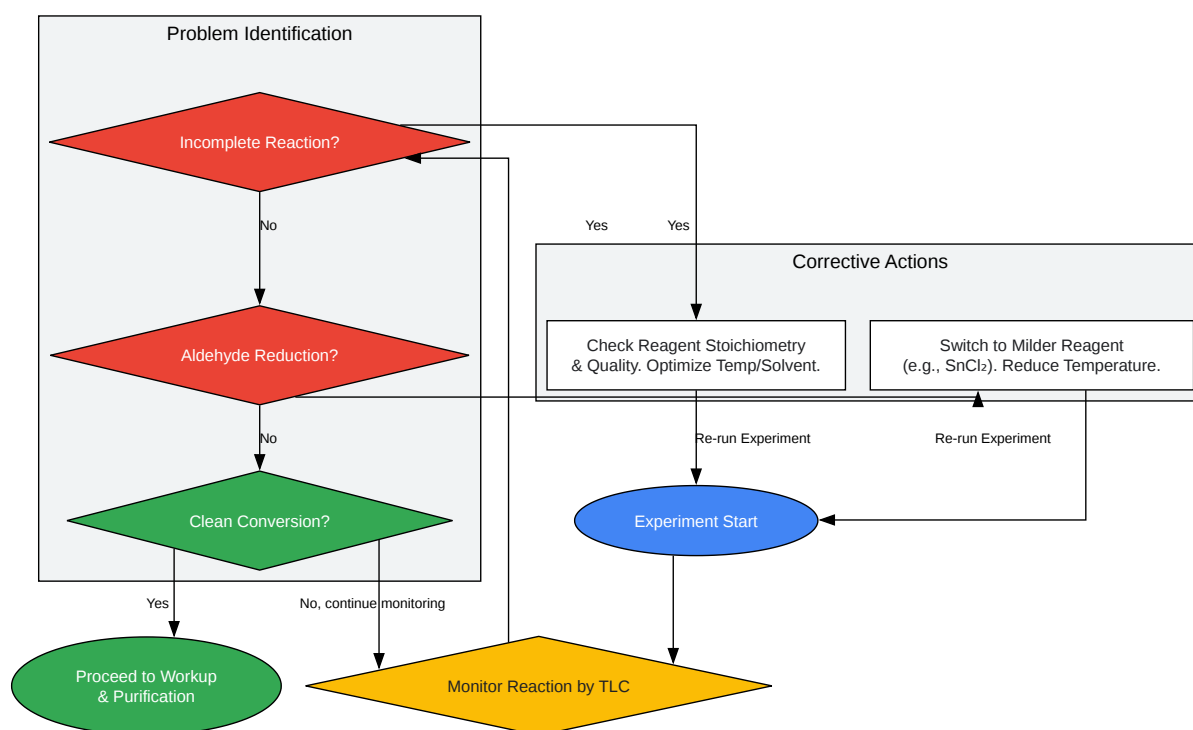 Problem Identification
Incomplete Reaction?
No
Yes
Yes
Corrective Actions
Aldehyde Reduction?
Check Reagent Stoichiometry
& Quality. Optimize Temp/Solvent.
Switch to Milder Reagent
(e.g., SnCl₂). Reduce Temperature.
No
Re-run Experiment
Re-run Experiment
Clean Conversion?
Experiment Start
Yes
No, continue monitoring
Proceed to Workup
& Purification
Monitor Reaction by TLC